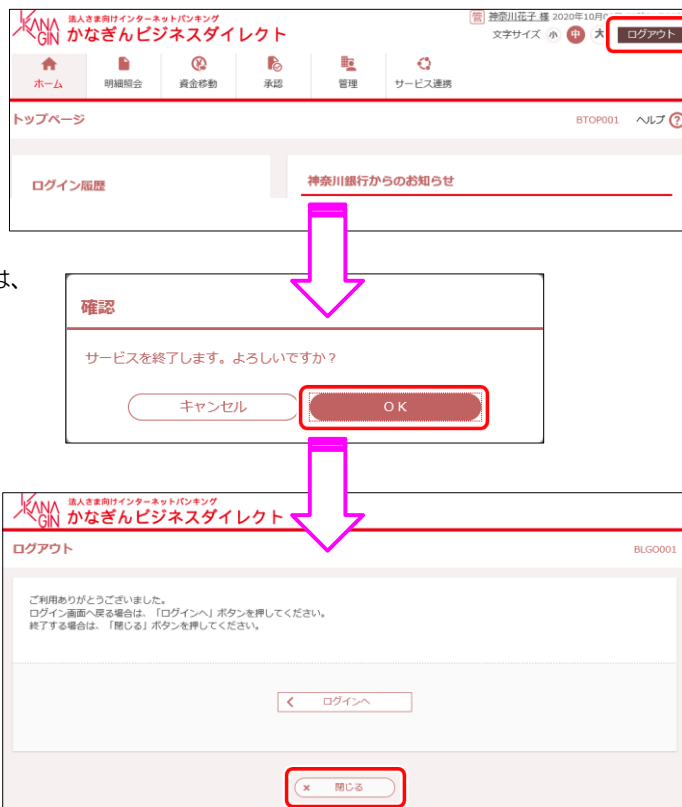 KANAGIN 法人さま向けインターネットバンキング
かなぎんビジネスダイレクト
管 神奈川花子 様 2020年10月
文字サイズ 小 中 大 ログアウト
ホーム 明細照会 資金移動 承認 管理 サービス連携
トップページ BTOP001 ヘルプ ?
ログイン履歴 神奈川銀行からのお知らせ
は、
確認
サービスを終了します。よろしいですか？
キャンセル OK
KANAGIN 法人さま向けインターネットバンキング
かなぎんビジネスダイレクト
ログアウト BLGO001
ご利用ありがとうございました。
ログイン画面へ戻る場合は、「ログインへ」ボタンを押してください。
終了する場合は、「閉じる」ボタンを押してください。
ログインへ
× 閉じる